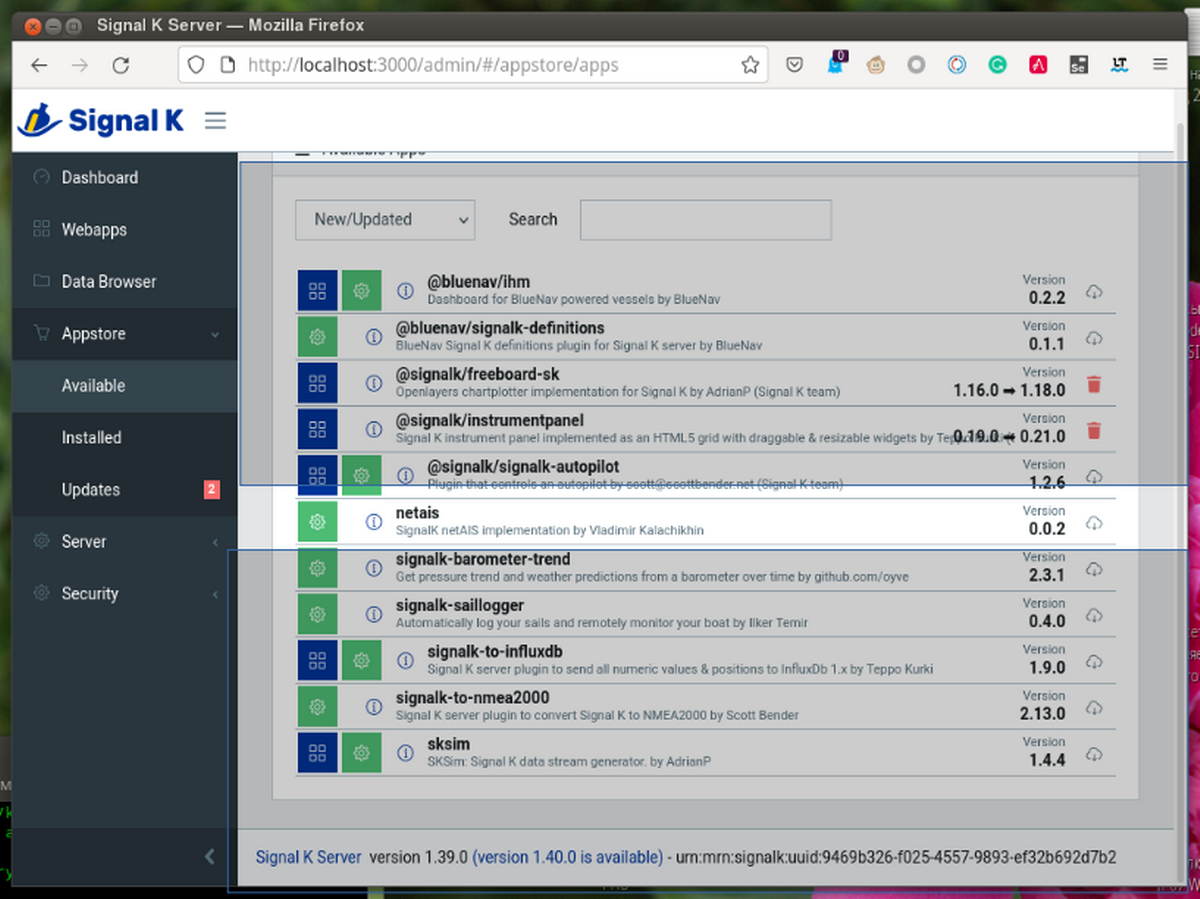 Signal K Server — Mozilla Firefox
http://localhost:3000/admin/#/appstore/apps
0
Se
LT
Signal K
Available Apps
Dashboard
Webapps
Data Browser
Appstore
Available
Installed
Updates 2
Server
Security
New/Updated Search
@bluenav/ihm
Dashboard for BlueNav powered vessels by BlueNav
Version
0.2.2
@bluenav/signalk-definitions
BlueNav Signal K definitions plugin for Signal K server by BlueNav
Version
0.1.1
@signalk/freeboard-sk
Openlayers chartplotter implementation for Signal K by AdrianP (Signal K team)
Version
1.16.0 ➡ 1.18.0
@signalk/instrumentpanel
Signal K instrument panel implemented as an HTML5 grid with draggable & resizable widgets by
Version
0.19.0 ➡ 0.21.0
@signalk/signalk-autopilot
Plugin that controls an autopilot by scott@scottbender.net (Signal K team)
Version
1.2.6
netais
SignalK netAIS implementation by Vladimir Kalachikhin
Version
0.0.2
signalk-barometer-trend
Get pressure trend and weather predictions from a barometer over time by github.com/oyve
Version
2.3.1
signalk-saillogger
Automatically log your sails and remotely monitor your boat by Ilker Temir
Version
0.4.0
signalk-to-influxdb
Signal K server plugin to send all numeric values & positions to InfluxDb 1.x by Teppo Kurki
Version
1.9.0
signalk-to-nmea2000
Signal K server plugin to convert Signal K to NMEA2000 by Scott Bender
Version
2.13.0
sksim
SKSim: Signal K data stream generator. by AdrianP
Version
1.4.4
Signal K Server version 1.39.0 (version 1.40.0 is available) - urn:mrn:signalk:uuid:9469b326-f025-4557-9893-ef32b692d7b2